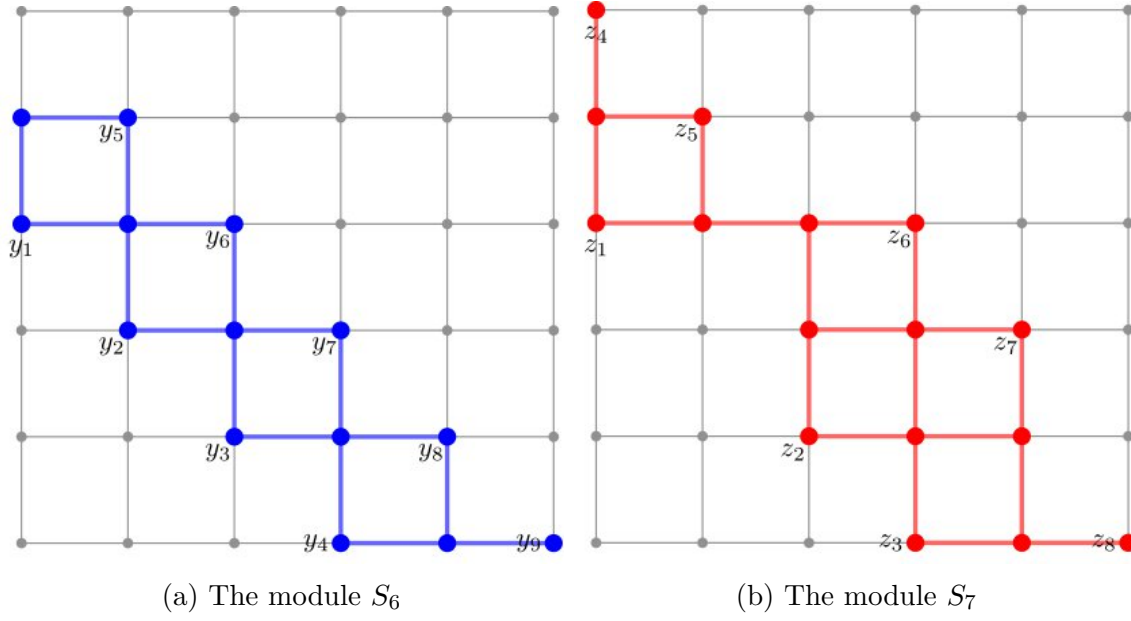 y₅
y₁
y₆
y₂
y₇
y₃
y₈
y₄
y₉
(a) The module S₆
z₄
z₅
z₁
z₆
z₇
z₂
z₃
z₈
(b) The module S₇